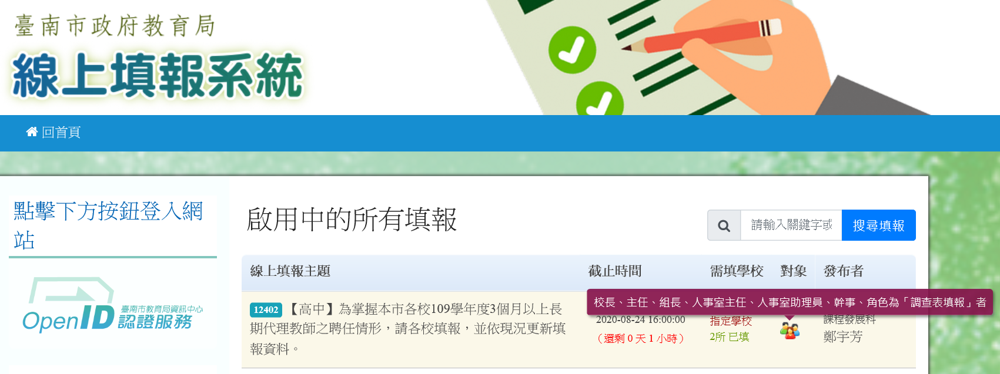 臺南市政府教育局
線上填報系統
回首頁
點擊下方按鈕登入網
站
OpenID 臺南市教育局資訊中心
認證服務
啟用中的所有填報
請輸入關鍵字或
搜尋填報
線上填報主題 截止時間 需填學校 對象 發布者
校長、主任、組長、人事室主任、人事室助理員、幹事、角色為「調查表填報」者
12402 【高中】為掌握本市各校109學年度3個月以上長
期代理教師之聘任情形，請各校填報，並依現況更新填
報資料。
2020-08-24 16:00:00
（還剩 0 天 1 小時）
指定學校
2所 已填
課程發展科
鄭宇芳